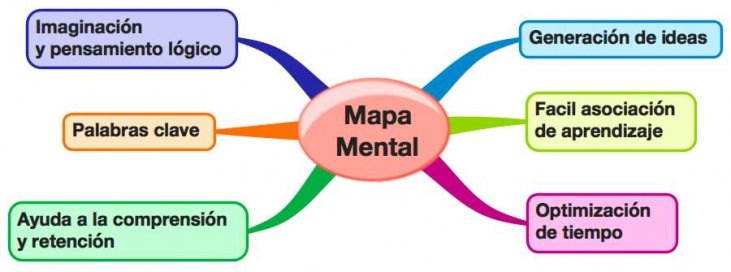 Imaginación
y pensamiento lógico
Palabras clave
Ayuda a la comprensión
y retención
Mapa
Mental
Generación de ideas
Facil asociación
de aprendizaje
Optimización
de tiempo